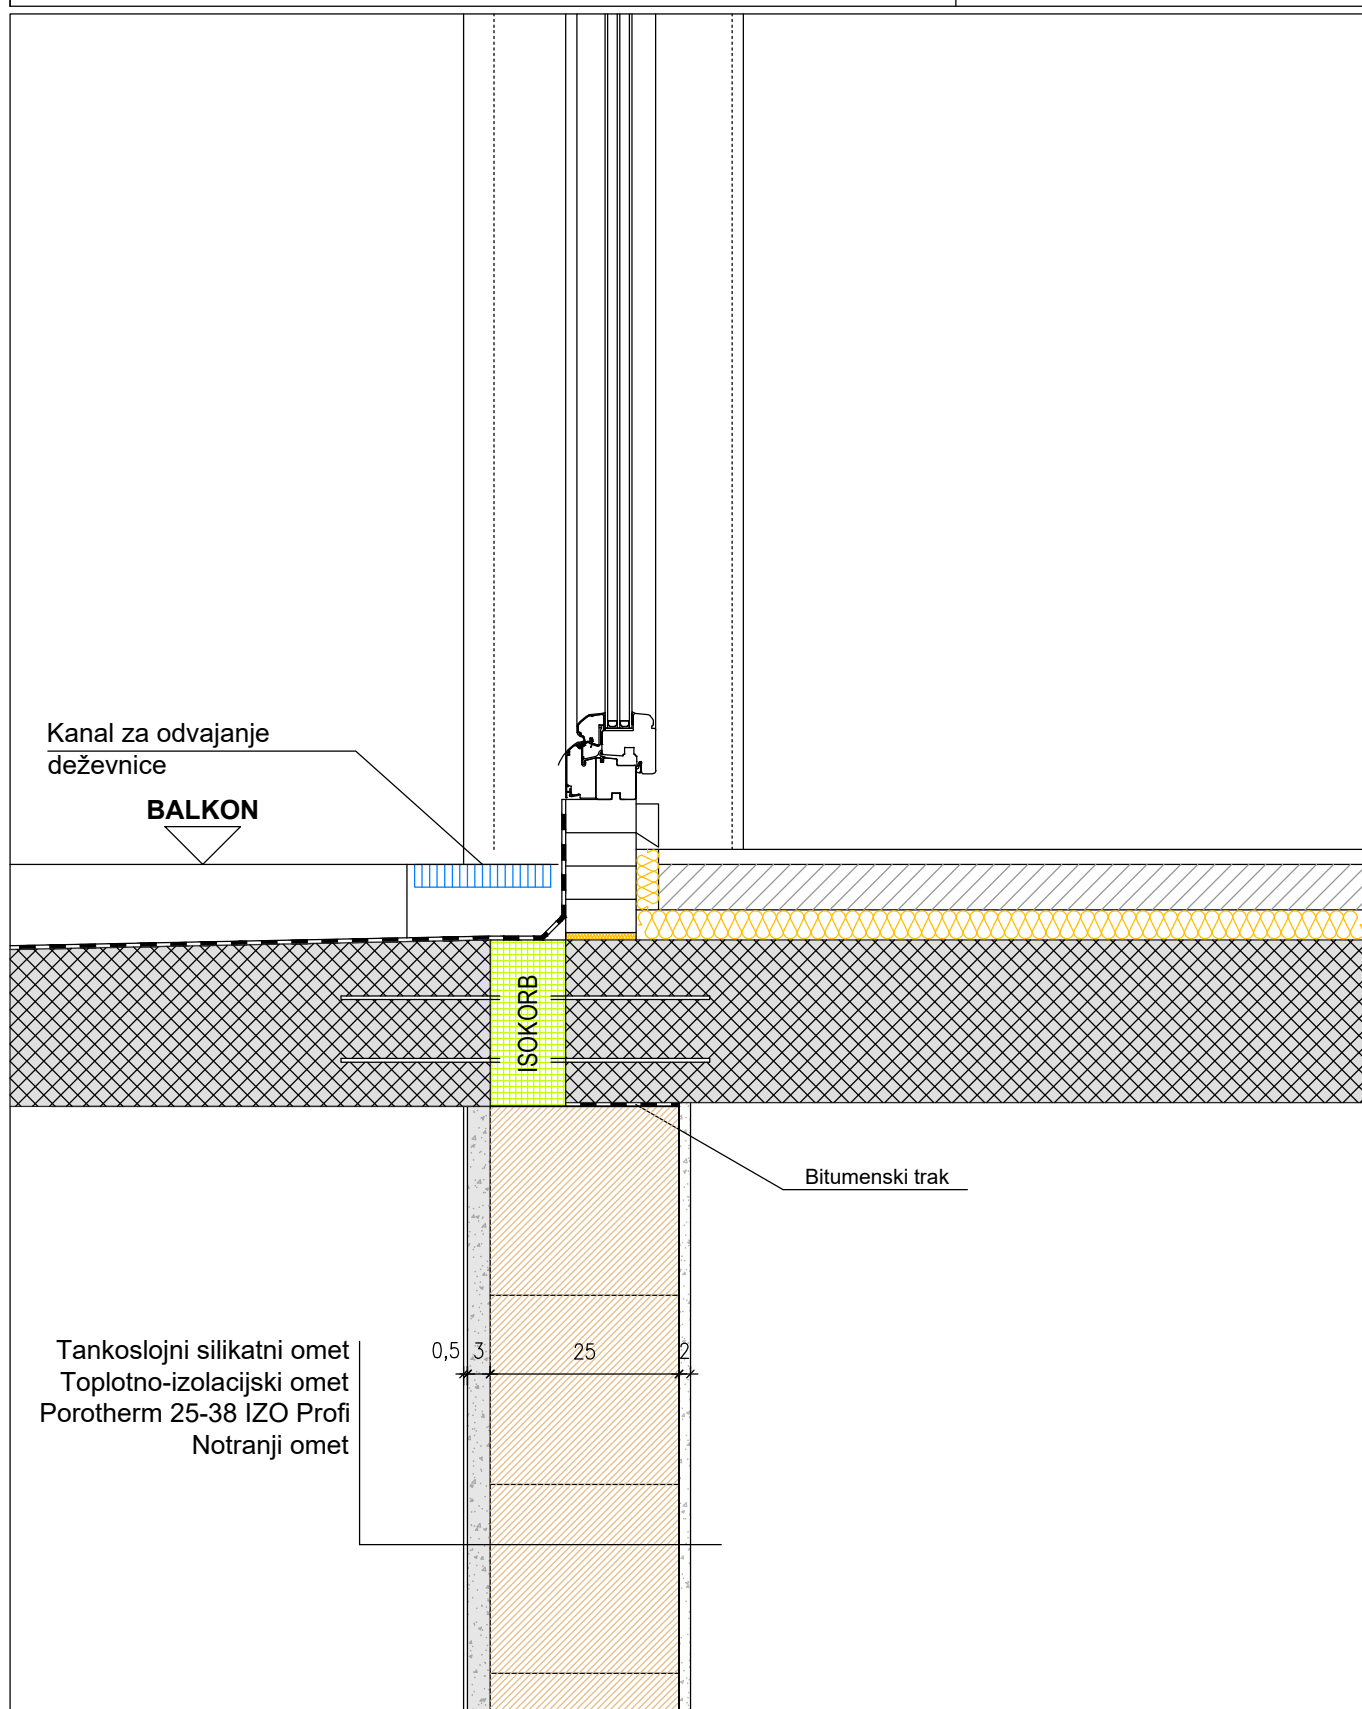 Kanal za odvajanje
deževnice
BALKON
ISOKORB
Bitumenski trak
Tankoslojni silikatni omet
Toplotno-izolacijski omet
Porotherm 25-38 IZO Profi
Notranji omet
0,5 3 25 2